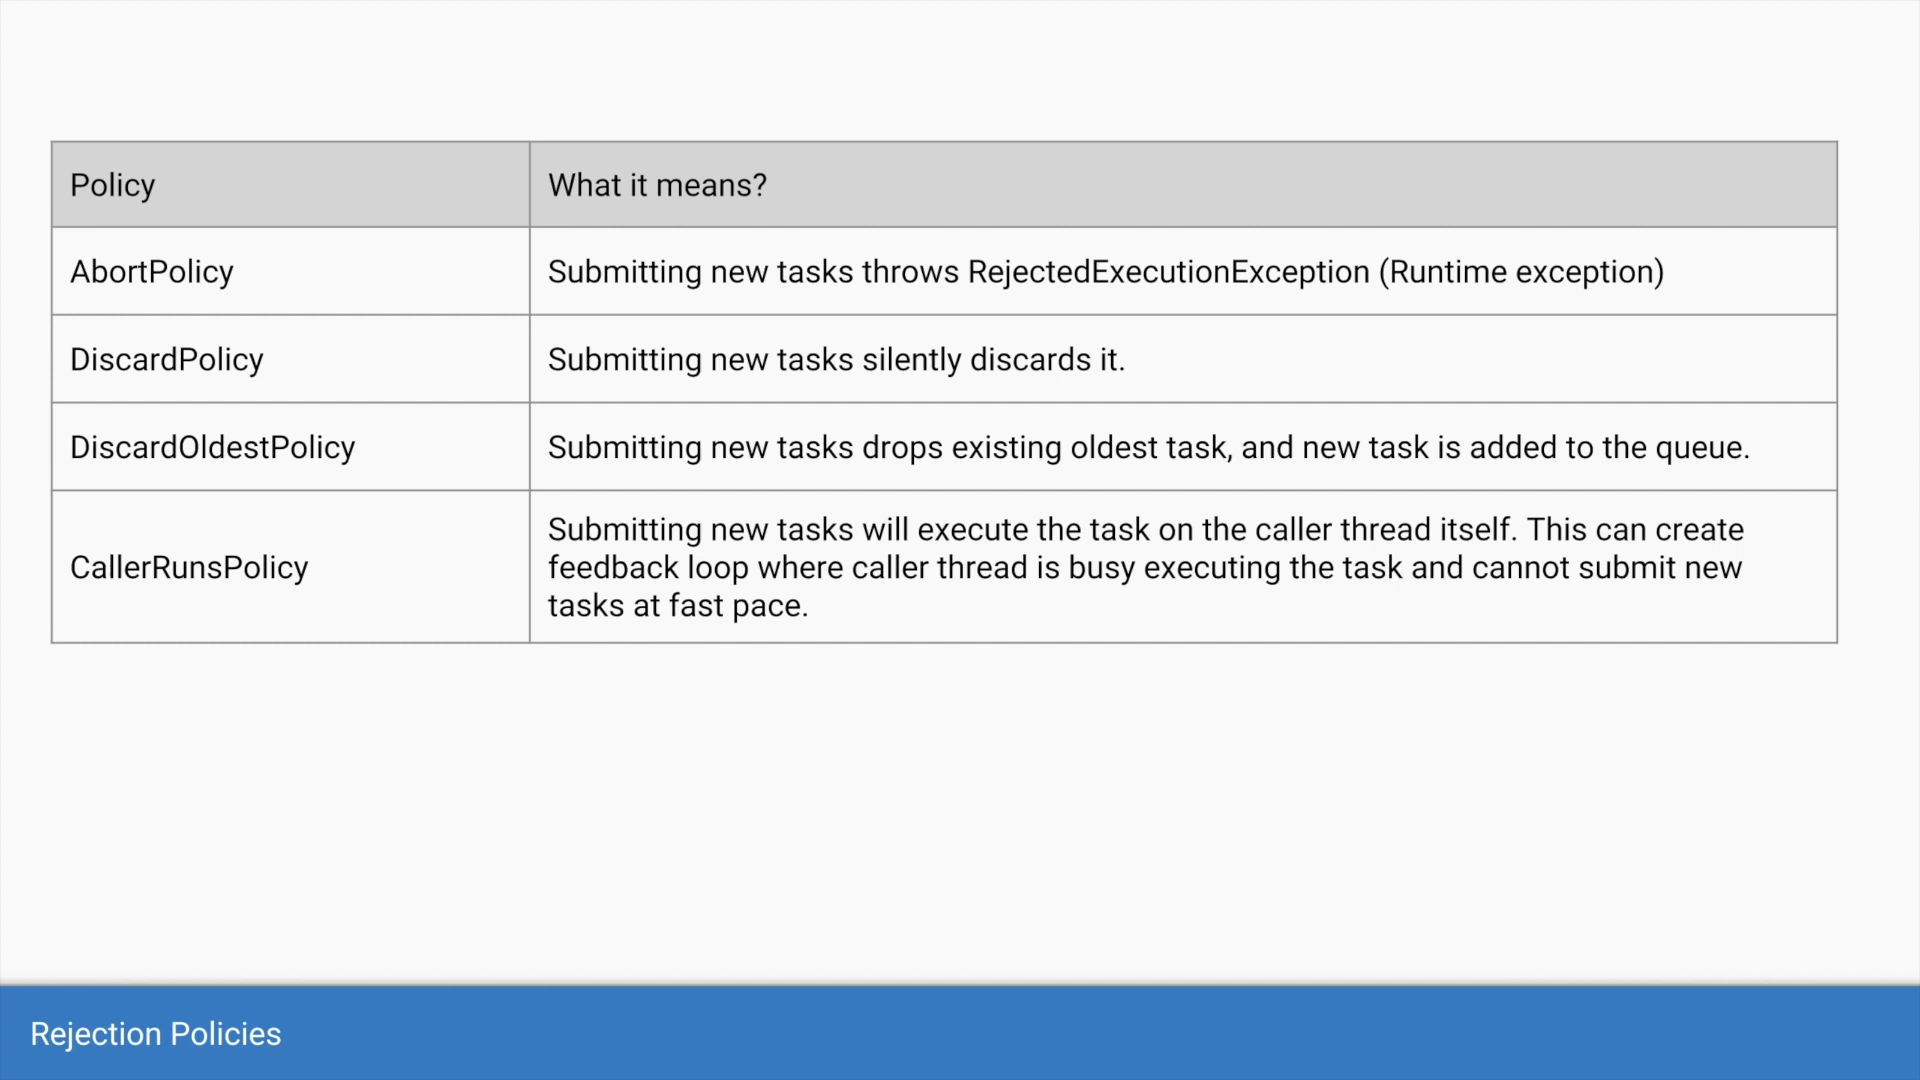 Policy
What it means?
AbortPolicy
Submitting new tasks throws RejectedExecutionException (Runtime exception)
DiscardPolicy
Submitting new tasks silently discards it.
DiscardOldestPolicy
Submitting new tasks drops existing oldest task, and new task is added to the queue.
CallerRunsPolicy
Submitting new tasks will execute the task on the caller thread itself. This can create
feedback loop where caller thread is busy executing the task and cannot submit new
tasks at fast pace.
Rejection Policies